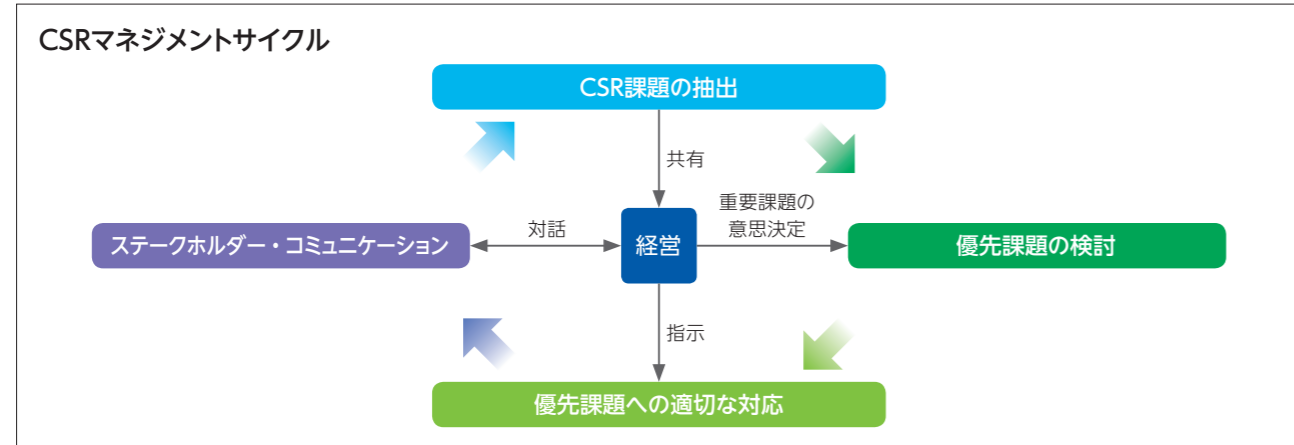 CSRマネジメントサイクル
CSR課題の抽出
共有
重要課題の
意思決定
対話
ステークホルダー・コミュニケーション
経営
優先課題の検討
指示
優先課題への適切な対応